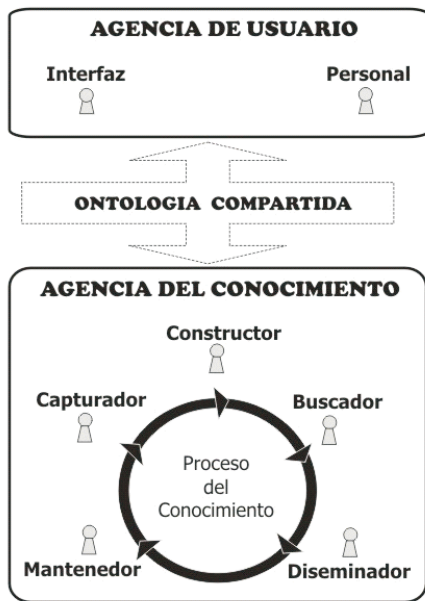 AGENCIA DE USUARIO
Interfaz
Personal
ONTOLOGIA COMPARTIDA
AGENCIA DEL CONOCIMIENTO
Constructor
Capturador
Buscador
Proceso
del
Conocimiento
Mantenedor
Diseminador